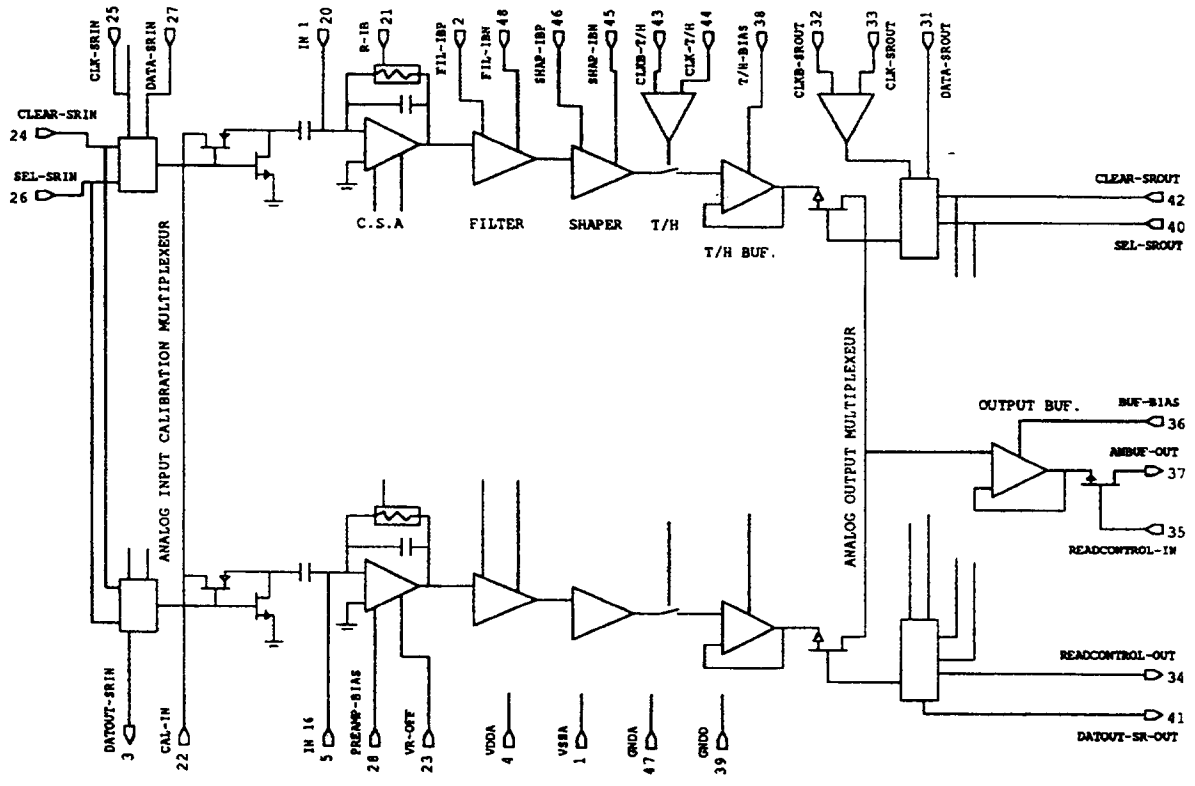 CLK-SRIN
25
DATA-SRIN
27
IN 1
20
R-IB
21
FIL-IBP
2
FIL-IBN
48
SHAP-IBP
46
SHAP-IBN
45
CLKB-T/H
43
CLK-T/H
44
T/H-BIAS
38
CLKB-SROUT
32
CLK-SROUT
33
DATA-SROUT
31
CLEAR-SRIN
24
SEL-SRIN
26
CLEAR-SROUT
42
40
SEL-SROUT
C.S.A
FILTER
SHAPER
T/H
T/H BUF.
ANALOG INPUT CALIBRATION MULTIPLEXEUR
ANALOG OUTPUT MULTIPLEXEUR
OUTPUT BUF.
BUF-BIAS
36
ANBUF-OUT
37
35
READCONTROL-IN
READCONTROL-OUT
34
41
DATOUT-SR-OUT
DATOUT-SRIN
3
CAL-IN
22
IN 16
5
PREAMP-BIAS
28
VR-OFF
23
VDDA
4
VSSA
1
GNDA
47
GNDD
39